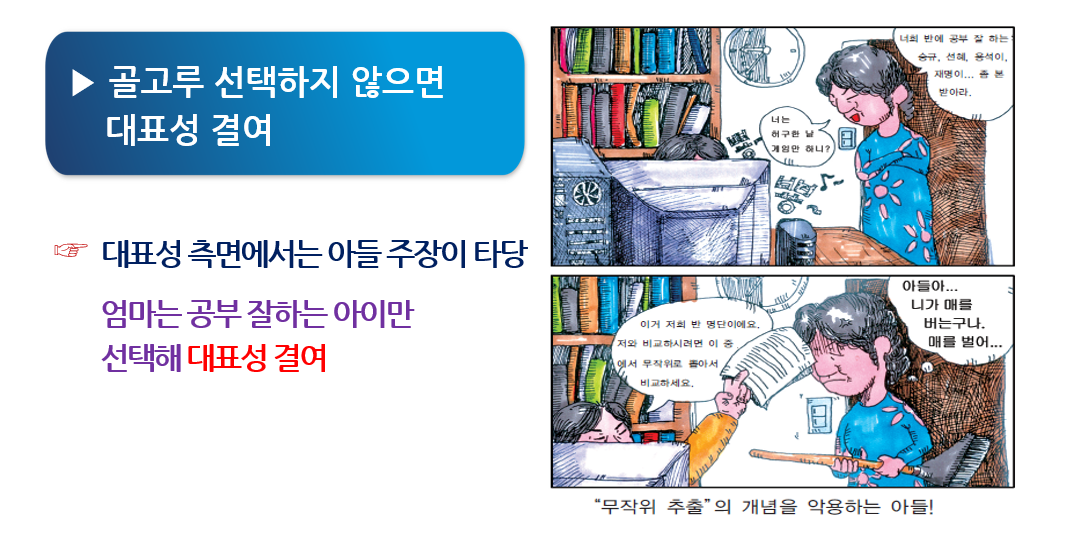 ▶ 골고루 선택하지 않으면
대표성 결여
☞ 대표성 측면에서는 아들 주장이 타당
엄마는 공부 잘하는 아이만
선택해 대표성 결여
너희 반에 공부 잘 하는
승규, 선혜, 용석이,
재명이... 좀 본
받아라.
너는
허구한 날
게임만 하니?
이거 저희 반 명단이에요.
저와 비교하시려면 이 중
에서 무작위로 뽑아서
비교하세요.
아들아...
니가 매를
버는구나.
매를 벌어...
“무작위 추출”의 개념을 악용하는 아들!